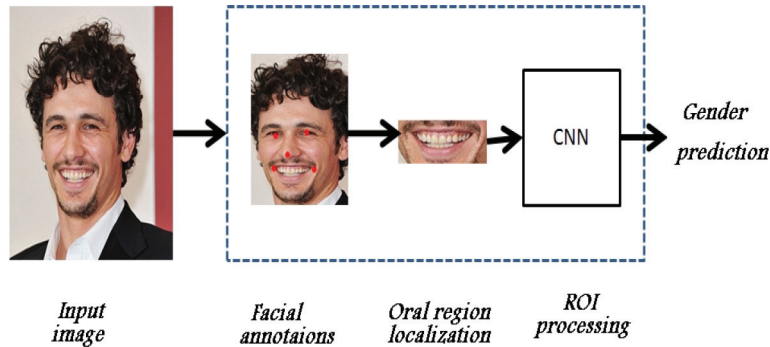 CNN
Gender
prediction
Input
image
Facial
annotaions
Oral region
localization
ROI
processing